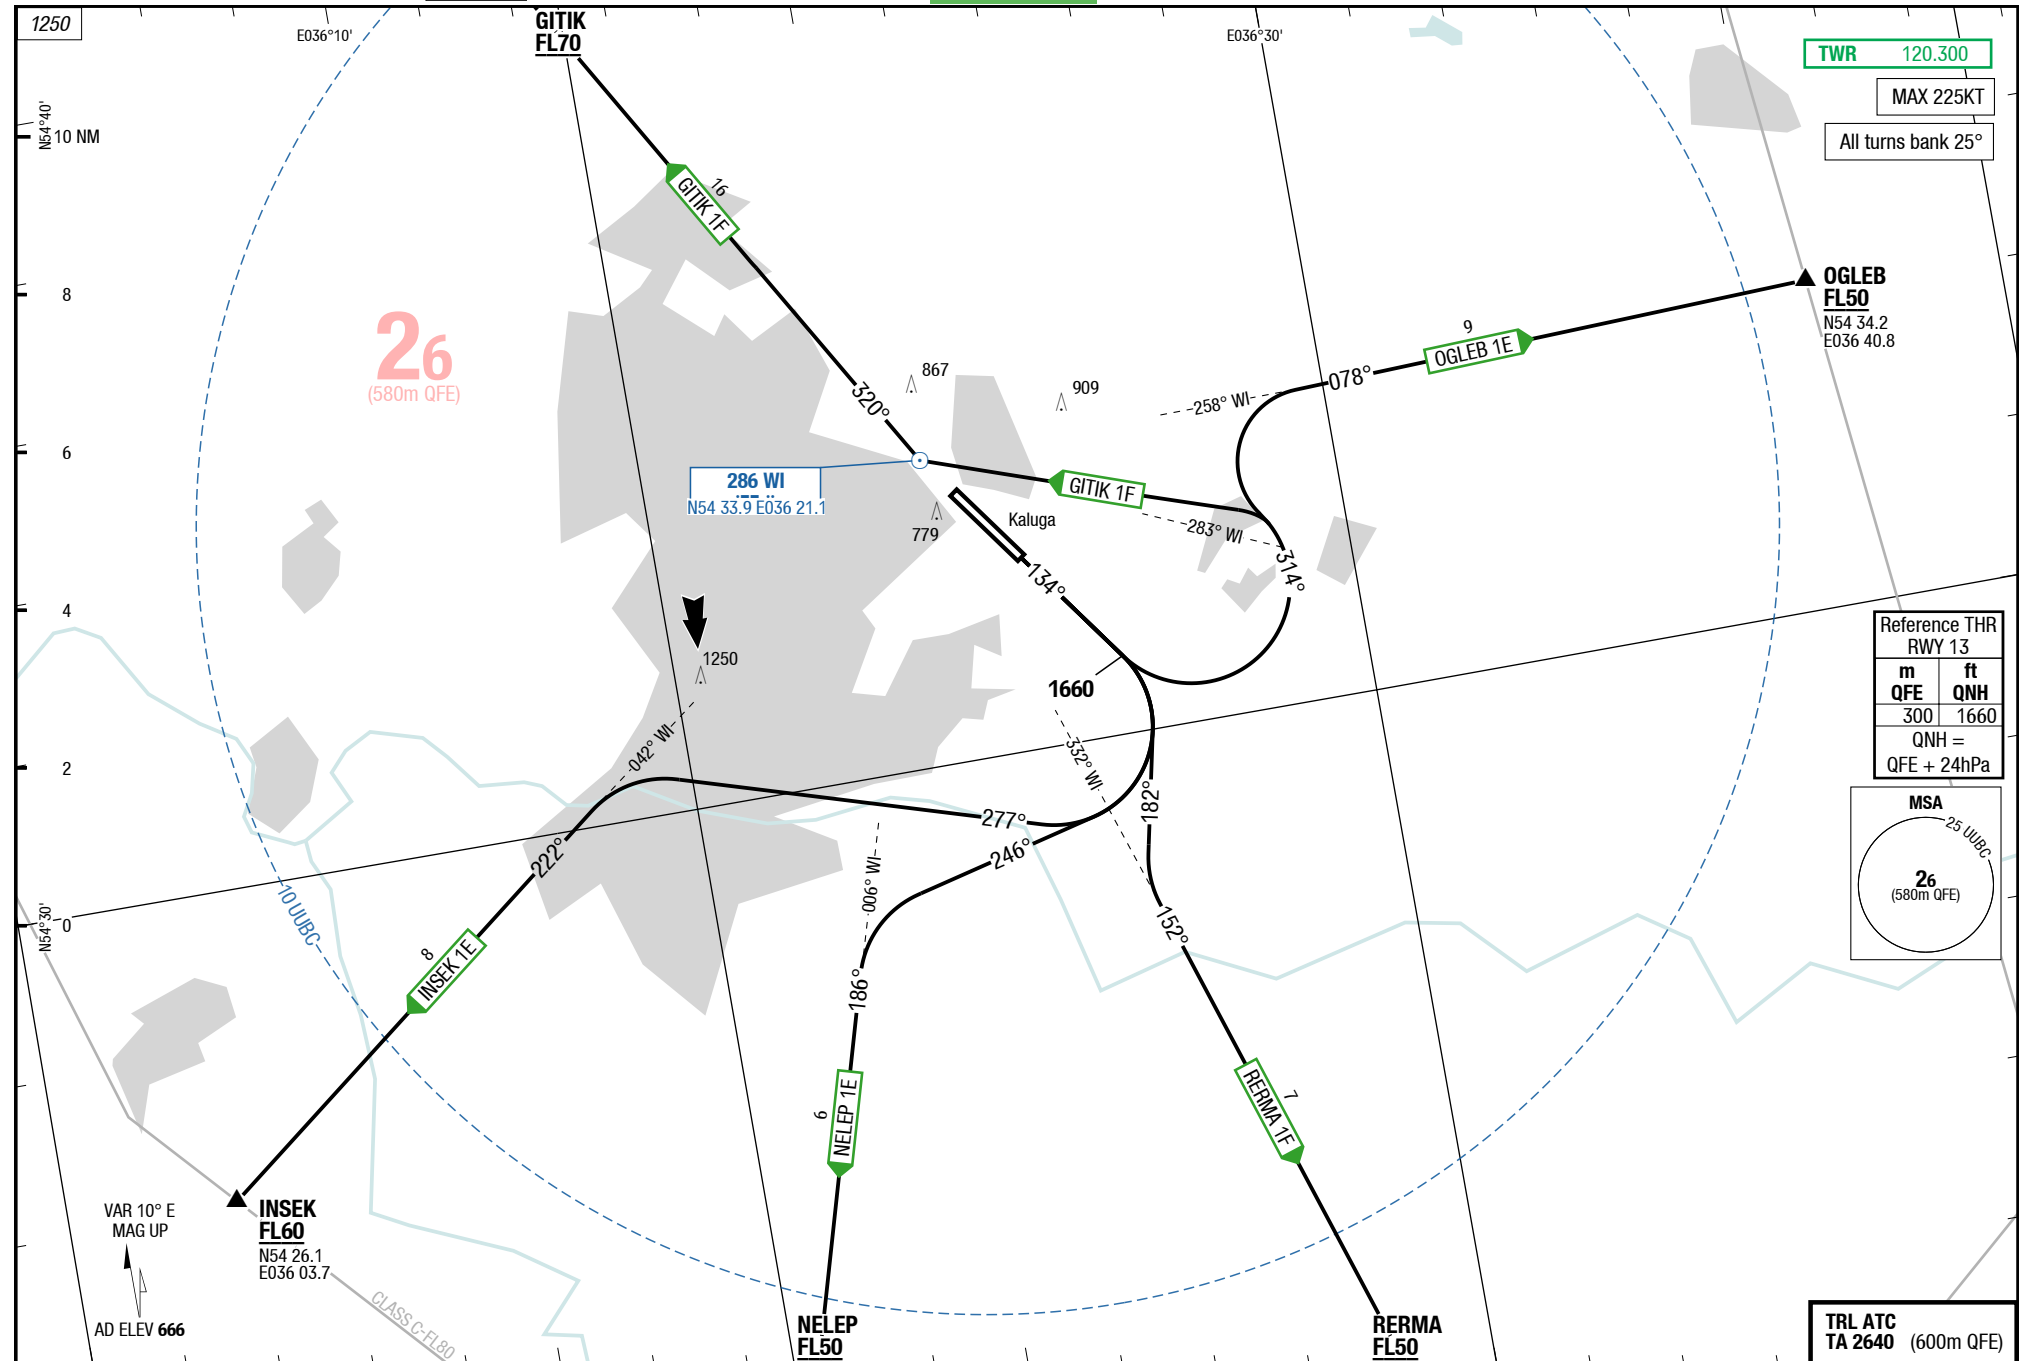 1250
GITIK
FL70
E036°10'
E036°30'
TWR 120.300
MAX 225KT
All turns bank 25°
N54°40'
10 NM
16
GITIK 1F
OGLEB
FL50
N54 34.2
E036 40.8
8
26
(580m QFE)
9
OGLEB 1E
867
909
078°
258° WI
320°
6
286 WI
N54 33.9 E036 21.1
GITIK 1F
779
Kaluga
283° WI
314°
134°
4
1250
1660
Reference THR
RWY 13
m ft
QFE QNH
300 1660
QNH =
QFE + 24hPa
042° WI
332° WI
2
182°
277°
246°
222°
006° WI
MSA
25 UUBC
26
(580m QFE)
N54°30'
0
10 UUBC
152°
8
INSEK 1E
186°
6
NELEP 1E
7
RERMA 1F
VAR 10° E
MAG UP
INSEK
FL60
N54 26.1
E036 03.7
CLASS C-FL80
AD ELEV 666
NELEP
FL50
RERMA
FL50
TRL ATC
TA 2640 (600m QFE)